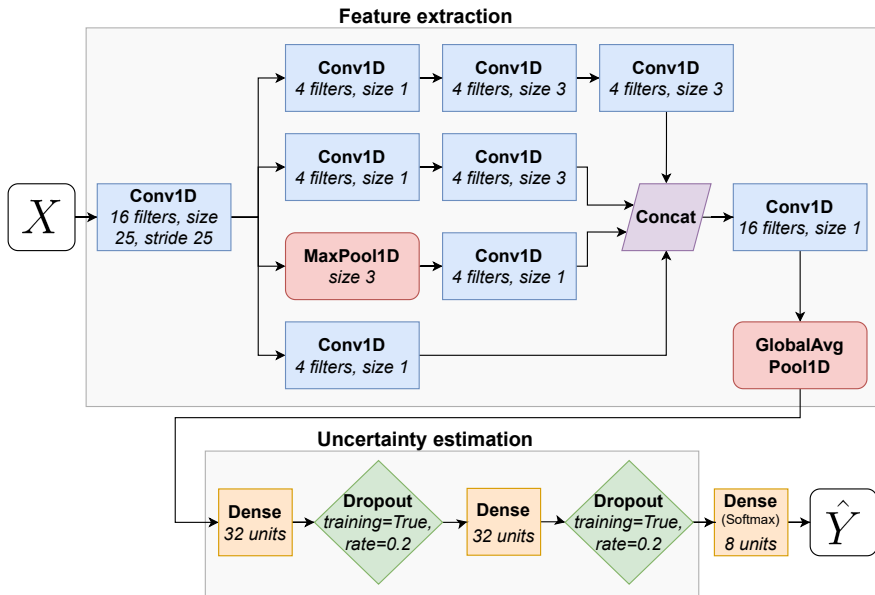 Feature extraction
Conv1D
4 filters, size 1
Conv1D
4 filters, size 3
Conv1D
4 filters, size 3
Conv1D
4 filters, size 1
Conv1D
4 filters, size 3
X
Conv1D
16 filters, size
25, stride 25
Concat
Conv1D
16 filters, size 1
MaxPool1D
size 3
Conv1D
4 filters, size 1
Conv1D
4 filters, size 1
GlobalAvg
Pool1D
Uncertainty estimation
Dense
32 units
Dropout
training=True,
rate=0.2
Dense
32 units
Dropout
training=True,
rate=0.2
Dense
(Softmax)
8 units
Ŷ